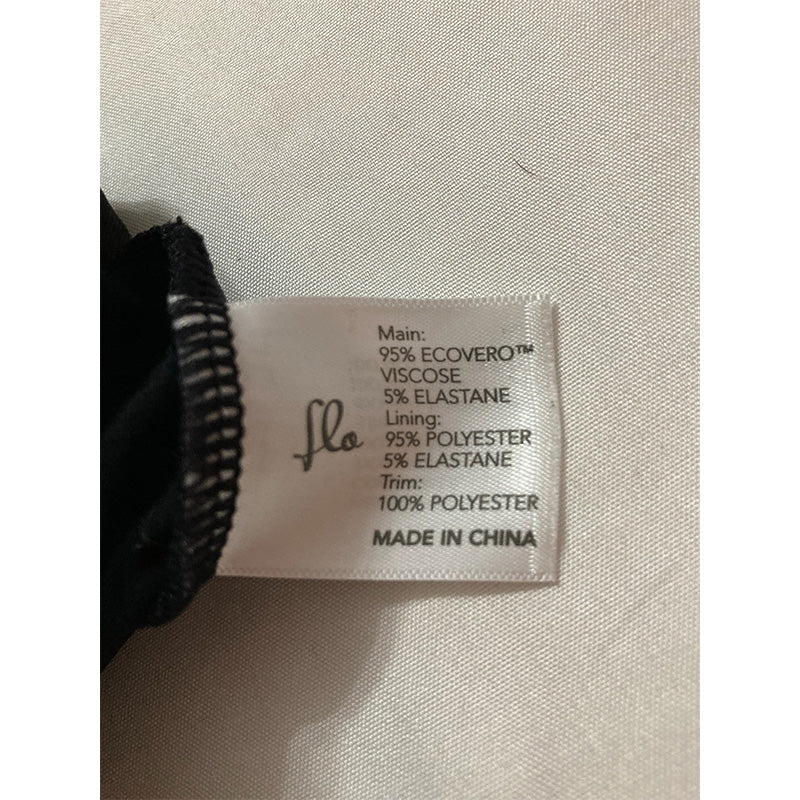 flo
Main:
95% ECOVERO™
VISCOSE
5% ELASTANE
Lining:
95% POLYESTER
5% ELASTANE
Trim:
100% POLYESTER
MADE IN CHINA